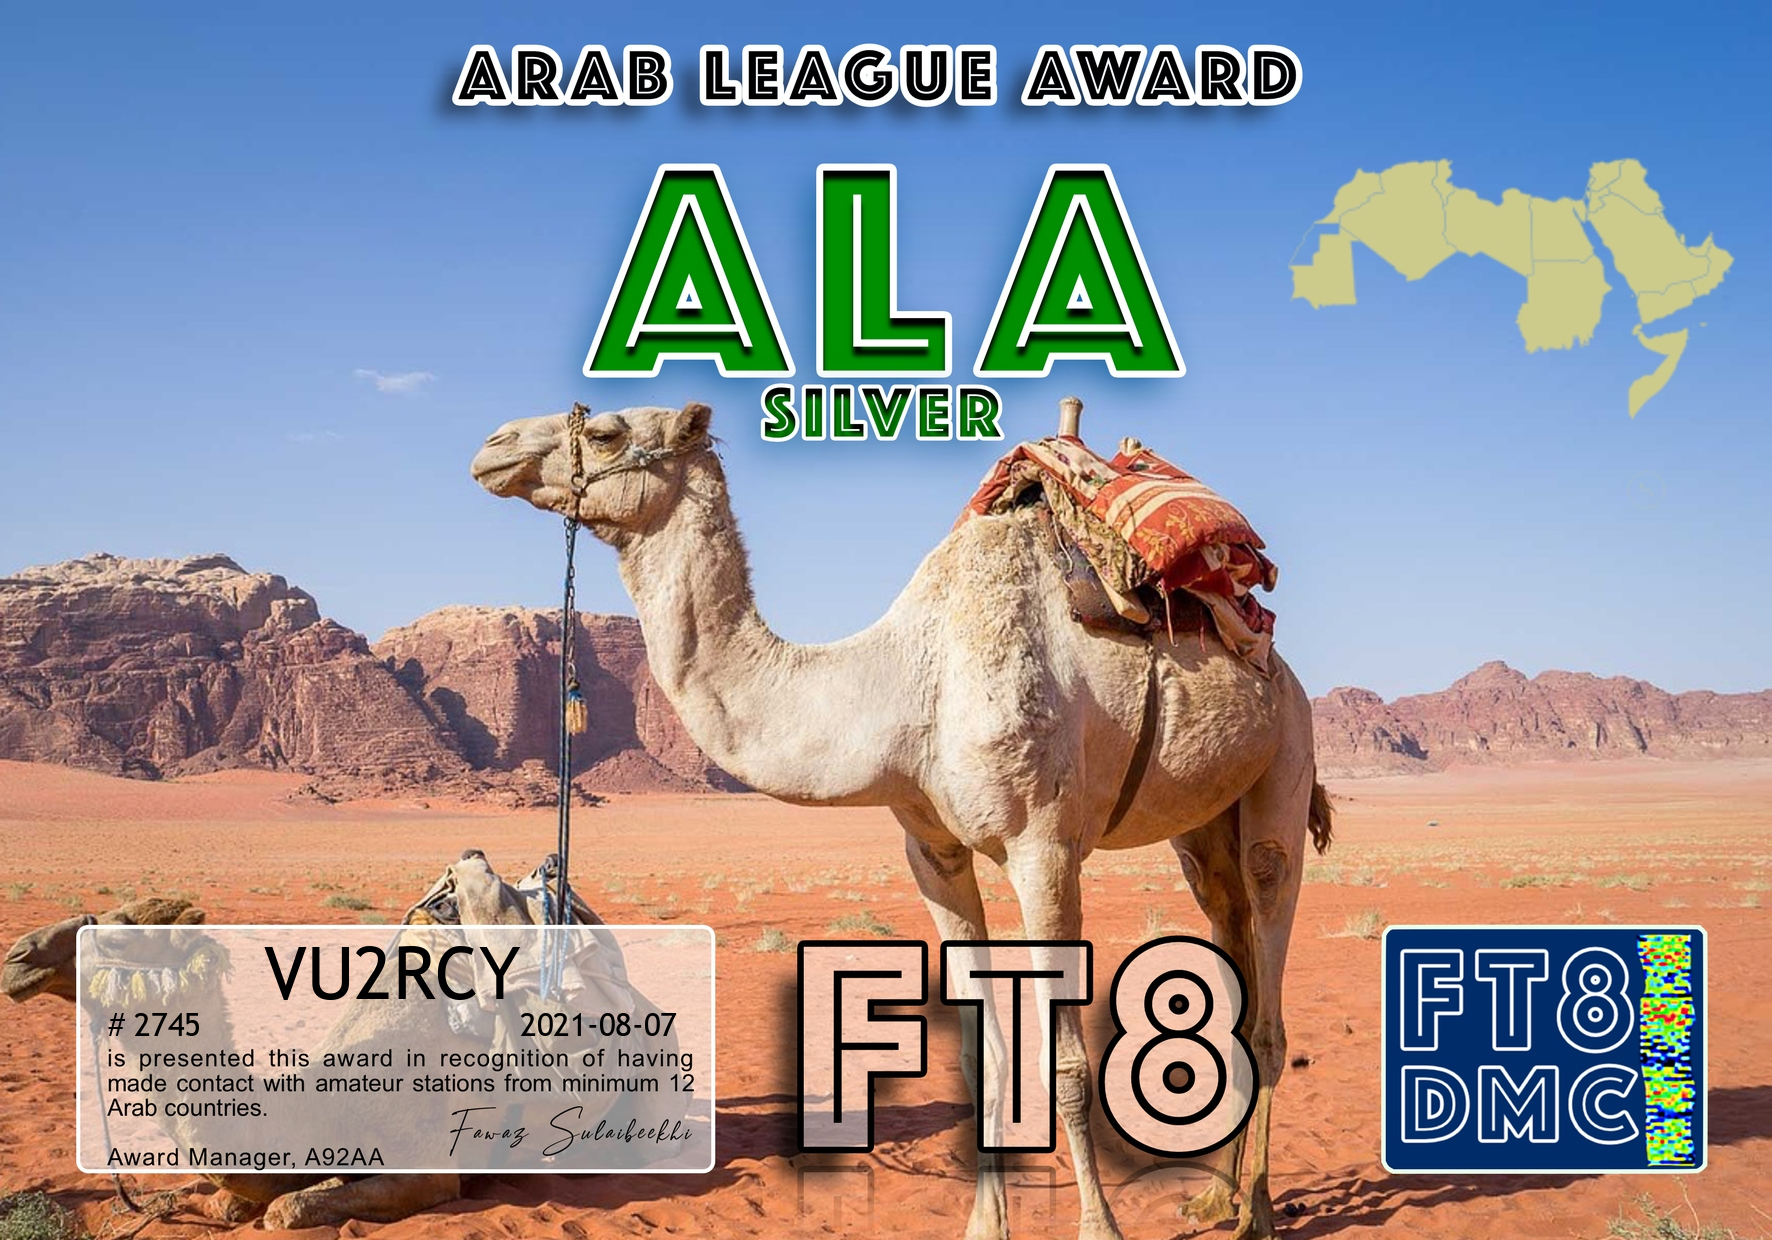 ARAB LEAGUE AWARD
ALA
SILVER
VU2RCY
# 2745 2021-08-07
is presented this award in recognition of having
made contact with amateur stations from minimum 12
Arab countries.
Fawaz Sulaibeekhi
Award Manager, A92AA
FT8
FT8
DMC